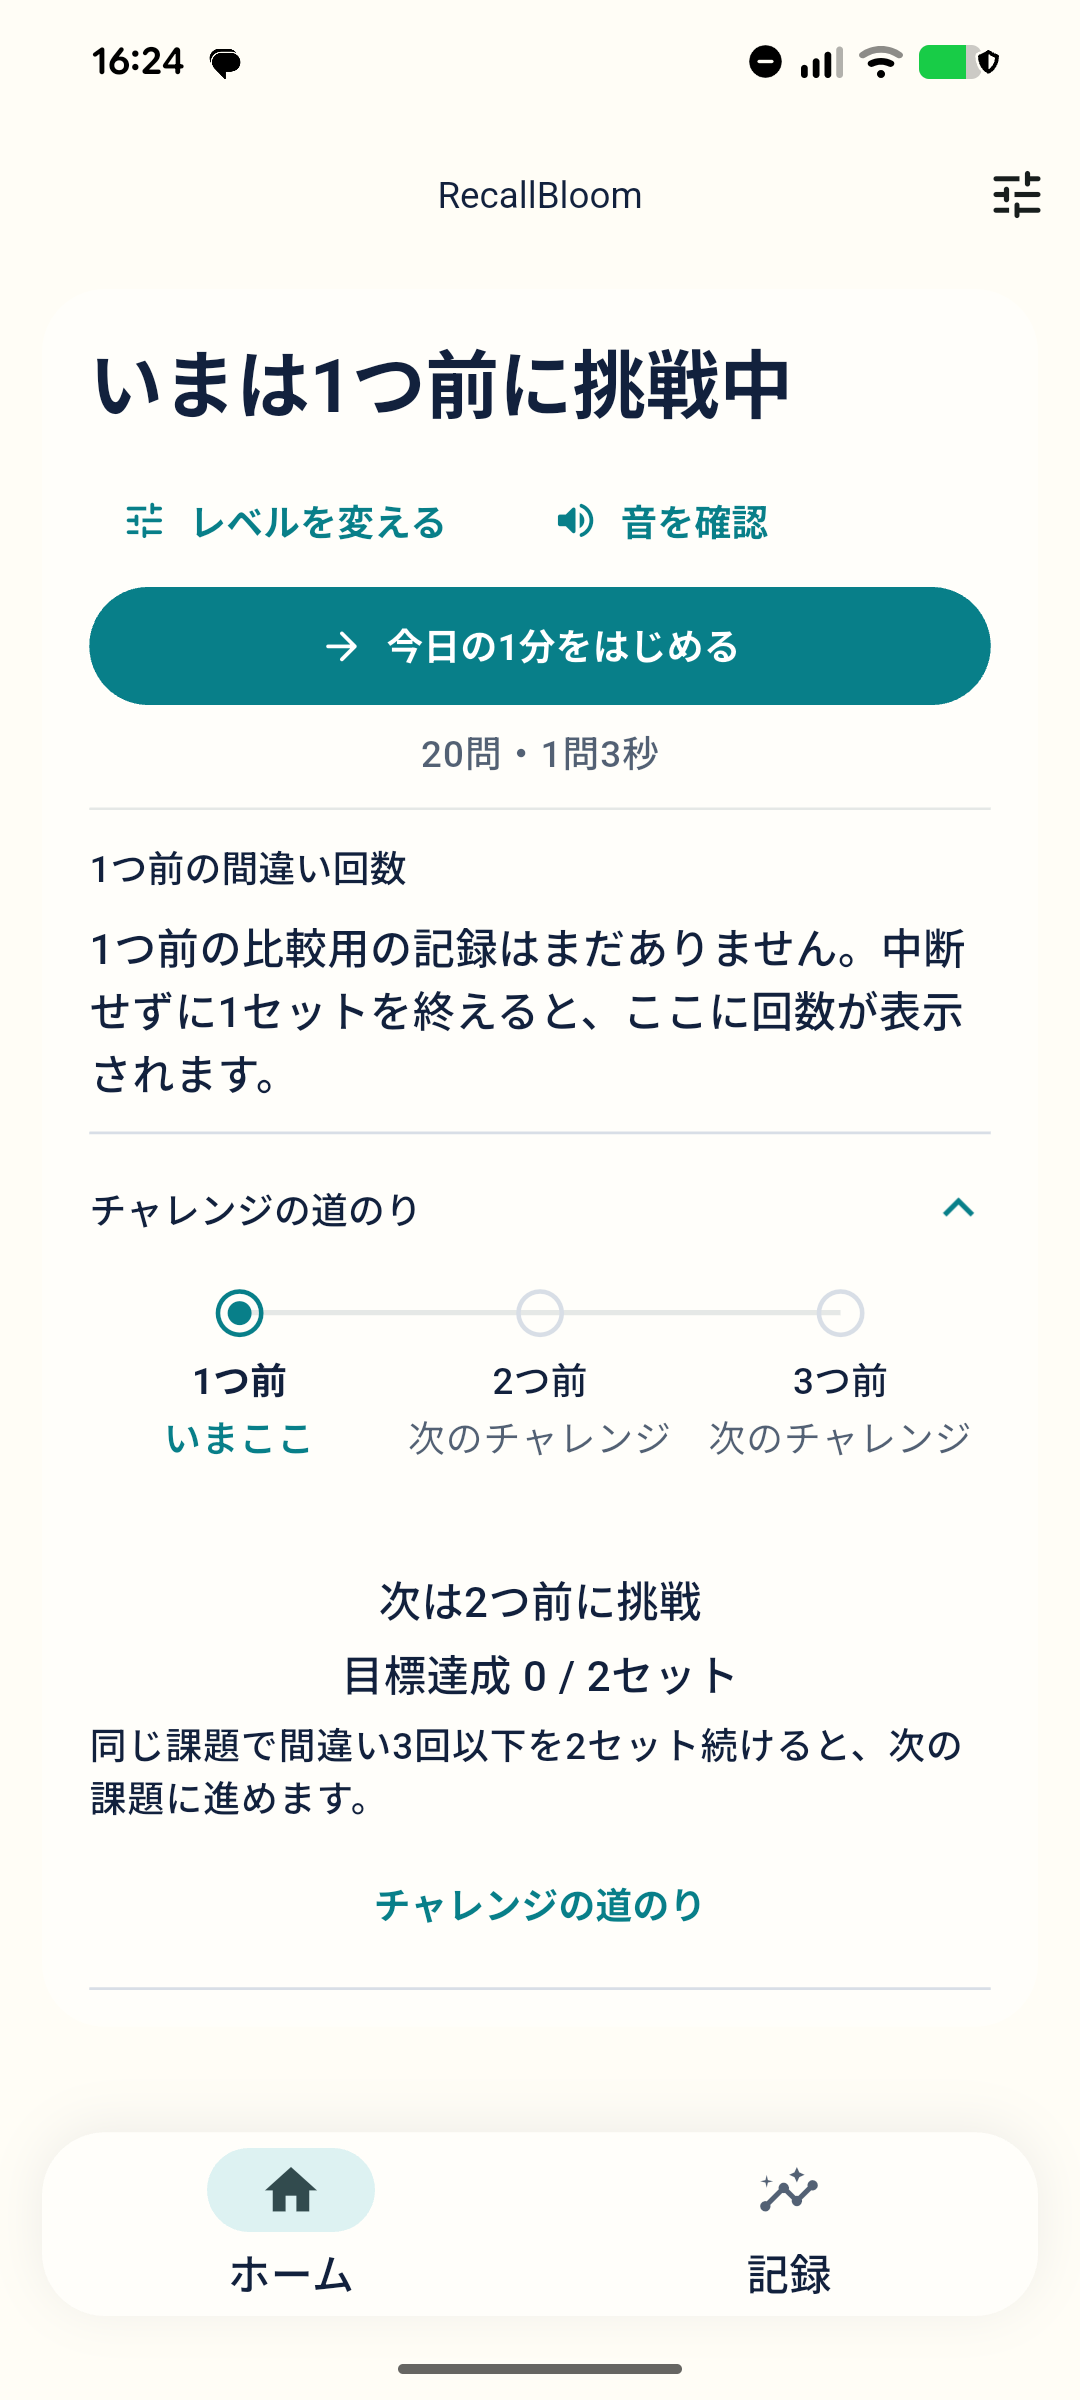 16:24
RecallBloom
いまは1つ前に挑戦中
レベルを変える
音を確認
今日の1分をはじめる
20問・1問3秒
1つ前の間違い回数
1つ前の比較用の記録はまだありません。中断
せずに1セットを終えると、ここに回数が表示
されます。
チャレンジの道のり
1つ前
2つ前
3つ前
いまここ
次のチャレンジ
次のチャレンジ
次は2つ前に挑戦
目標達成 0 / 2セット
同じ課題で間違い3回以下を2セット続けると、次の
課題に進めます。
チャレンジの道のり
ホーム
記録